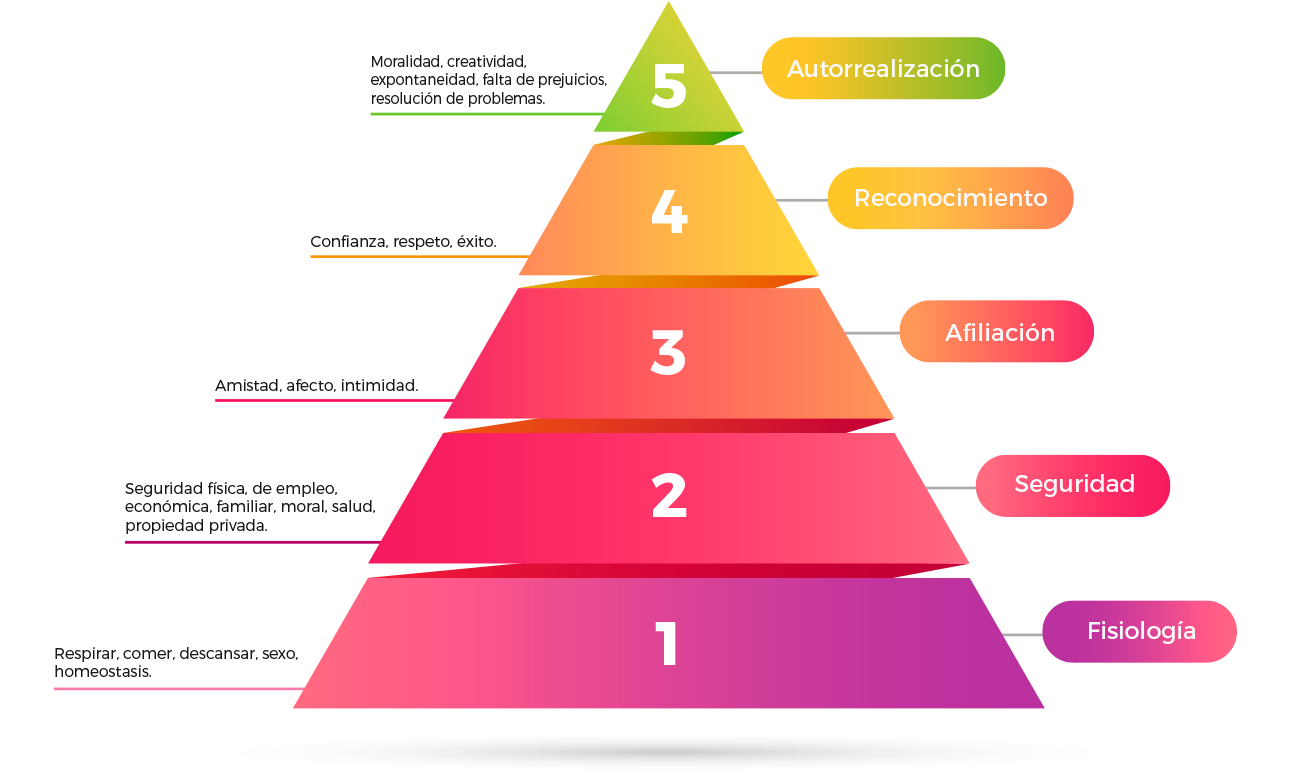 Moralidad, creatividad,
expontaneidad, falta de prejuicios,
resolución de problemas.
5
Autorrealización
Confianza, respeto, éxito.
4
Reconocimiento
Amistad, afecto, intimidad.
3
Afiliación
Seguridad física, de empleo,
económica, familiar, moral, salud,
propiedad privada.
2
Seguridad
Respirar, comer, descansar, sexo,
homeostasis.
1
Fisiología